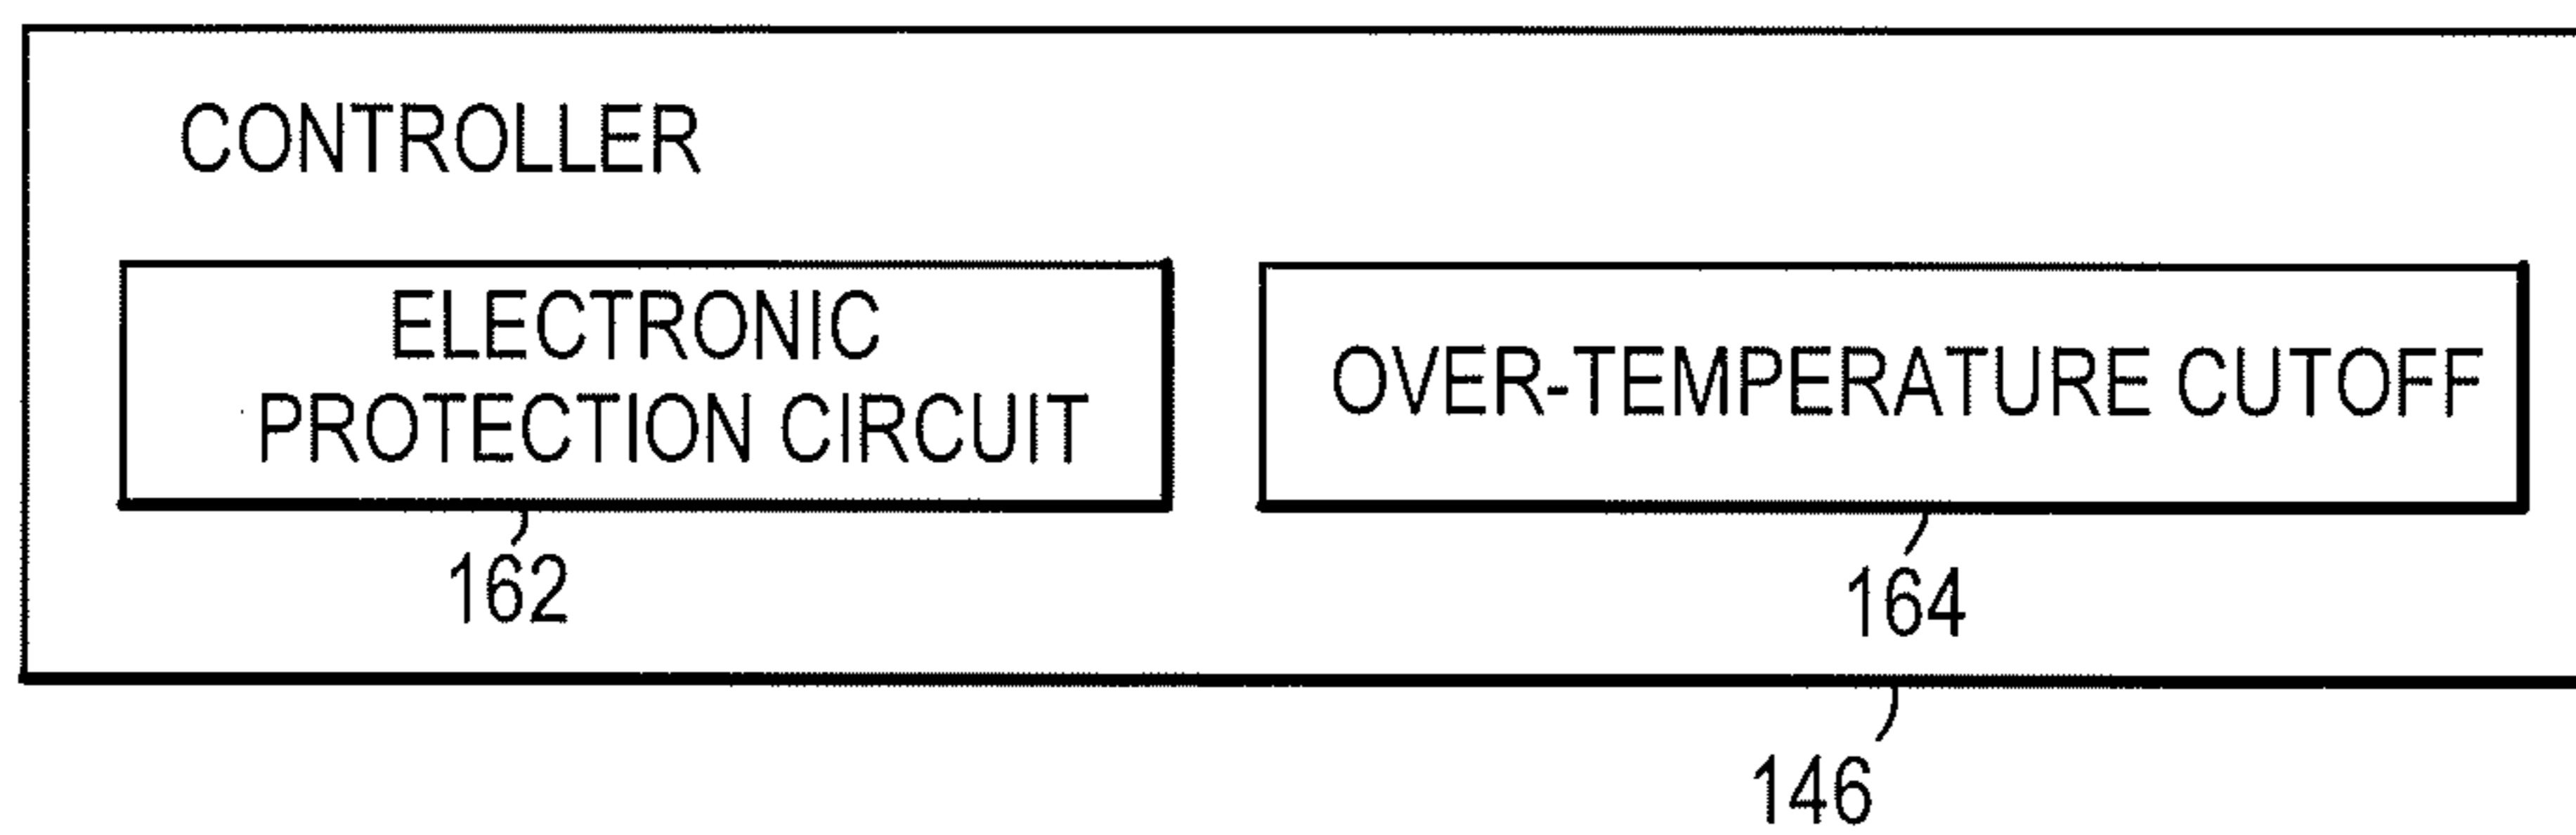 CONTROLLER
ELECTRONIC
PROTECTION CIRCUIT
OVER-TEMPERATURE CUTOFF
162
164
146